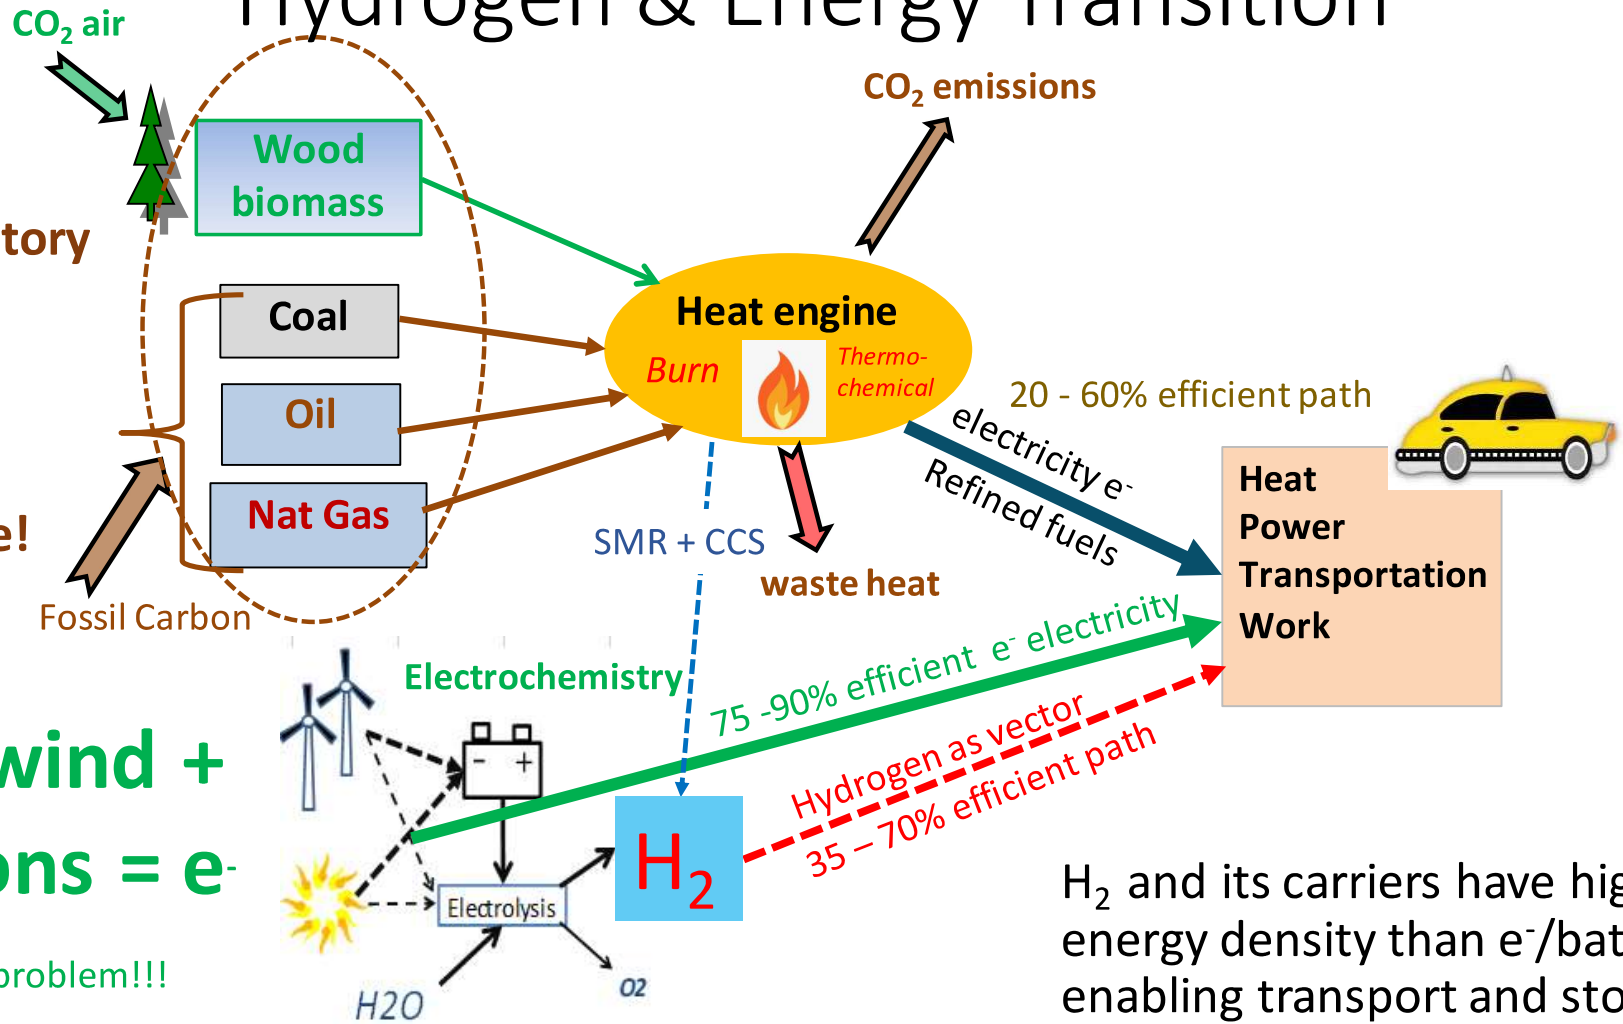 Hydrogen & Energy Transition
CO2 air
CO2 emissions
Wood
biomass
tory
Coal
Oil
Nat Gas
e!
Fossil Carbon
Heat engine
Burn
Thermo-
chemical
20 - 60% efficient path
electricity e-
Refined fuels
Heat
Power
Transportation
Work
SMR + CCS
waste heat
Electrochemistry
75 -90% efficient e- electricity
Hydrogen as vector
35 – 70% efficient path
- +
wind +
ons = e-
problem!!!
H2
Electrolysis
H2O
O2
H2 and its carriers have hig
energy density than e-/bat
enabling transport and sto